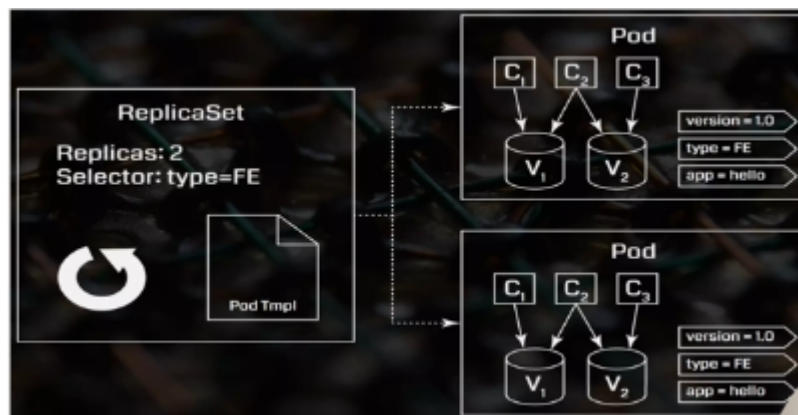 ReplicaSet
Replicas: 2
Selector: type=FE
Pod Tmpl
Pod
C₁ C₂ C₃
V₁ V₂
version = 1.0
type = FE
app = hello
Pod
C₁ C₂ C₃
V₁ V₂
version = 1.0
type = FE
app = hello